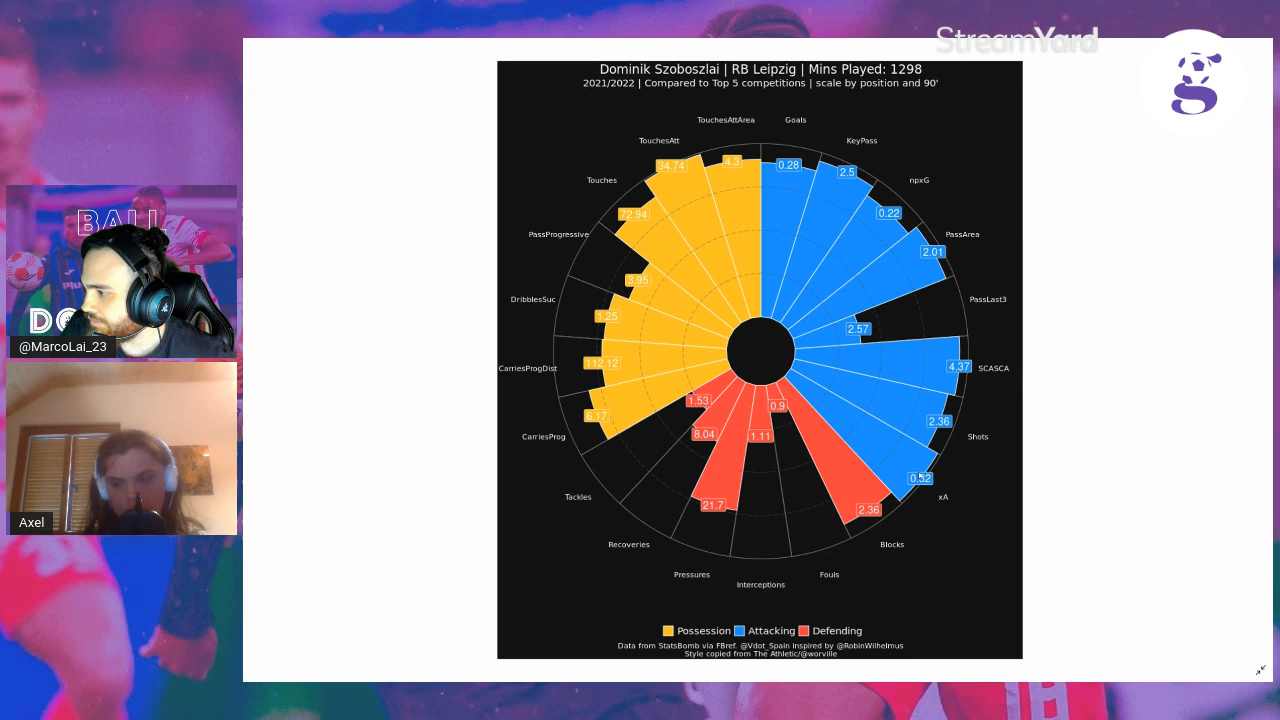 StreamYard
Dominik Szoboszlai | RB Leipzig | Mins Played: 1298
2021/2022 | Compared to Top 5 competitions | scale by position and 90'
TouchesAttArea
Goals
TouchesAtt
KeyPass
34.74
4.3
0.28
2.5
Touches
npxG
72.94
0.22
PassProgressive
PassArea
3.95
2.01
DribblesSuc
PassLast3
1.25
2.57
CarriesProgDist
112.12
4.37
SCASCA
6.17
1.53
0.9
2.36
CarriesProg
8.04
1.11
Shots
Tackles
21.7
2.36
xA
Recoveries
Blocks
Pressures
Interceptions
Fouls
Possession
Attacking
Defending
Data from StatsBomb via FBref. @Vdot_Spain inspired by @RobinWilhelmus
Style copied from The Athletic/@worville
BALL
DO
@MarcoLai_23
Axel